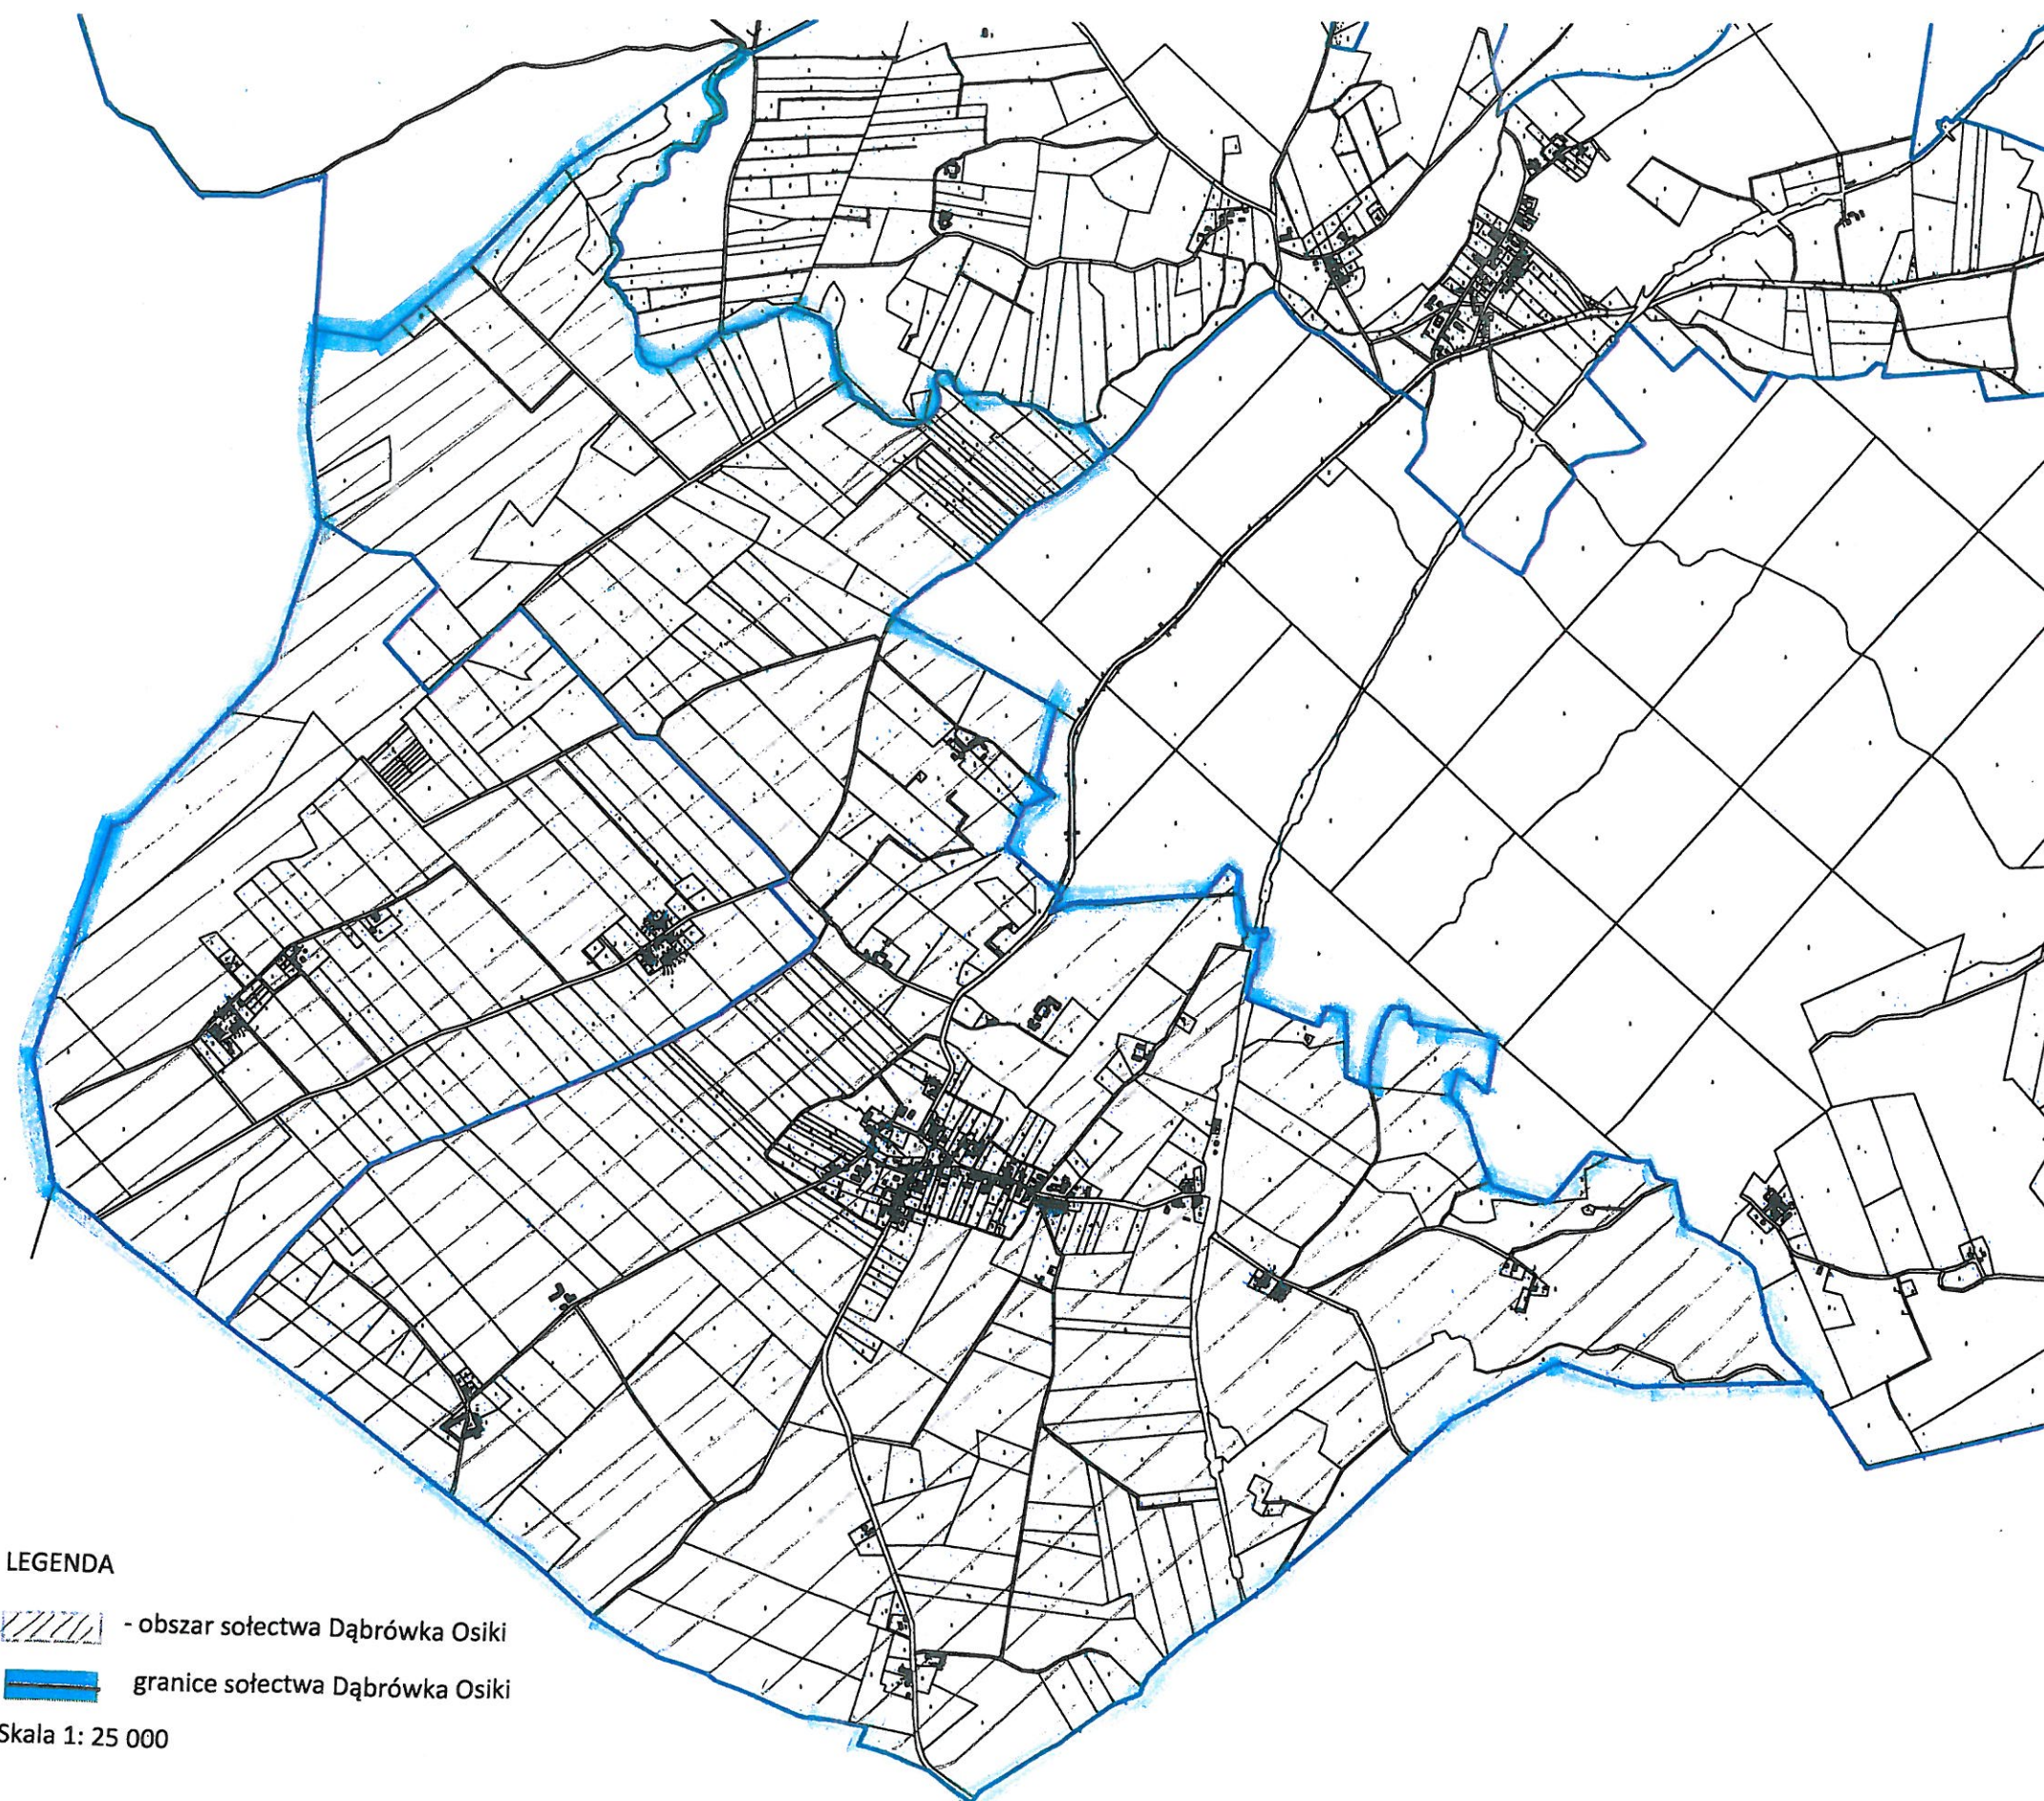 LEGENDA
- obszar sołectwa Dąbrówka Osiki
granice sołectwa Dąbrówka Osiki
Skala 1: 25 000